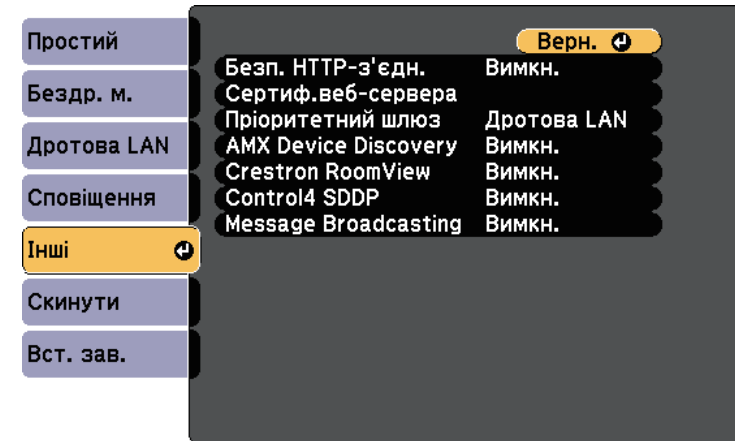 Простий
Бездр. м.
Дротова LAN
Сповіщення
Інші
Скинути
Вст. зав.
Верн.
Безп. HTTP-з'єдн. Вимкн.
Сертиф.веб-сервера
Пріоритетний шлюз Дротова LAN
AMX Device Discovery Вимкн.
Crestron RoomView Вимкн.
Control4 SDDP Вимкн.
Message Broadcasting Вимкн.